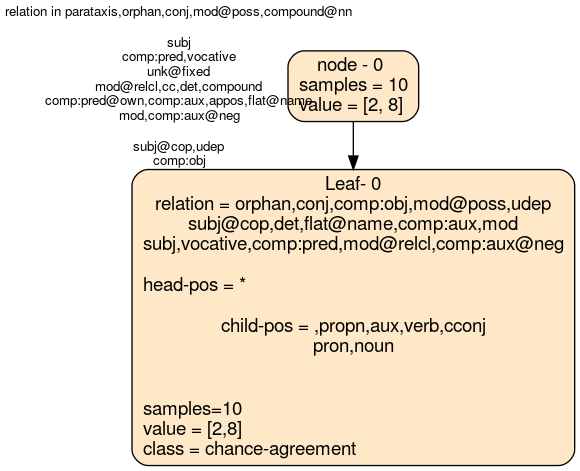 relation in parataxis,orphan,conj,mod@poss,compound@nn
subj
comp:pred,vocative
unk@fixed
mod@relcl,cc,det,compound
comp:pred@own,comp:aux,appos,flat@name
mod,comp:aux@neg
subj@cop,udep
comp:obj
node - 0
samples = 10
value = [2, 8]
Leaf- 0
relation = orphan,conj,comp:obj,mod@poss,udep
subj@cop,det,flat@name,comp:aux,mod
subj,vocative,comp:pred,mod@relcl,comp:aux@neg
head-pos = *
child-pos = ,propn,aux,verb,cconj
pron,noun
samples=10
value = [2,8]
class = chance-agreement